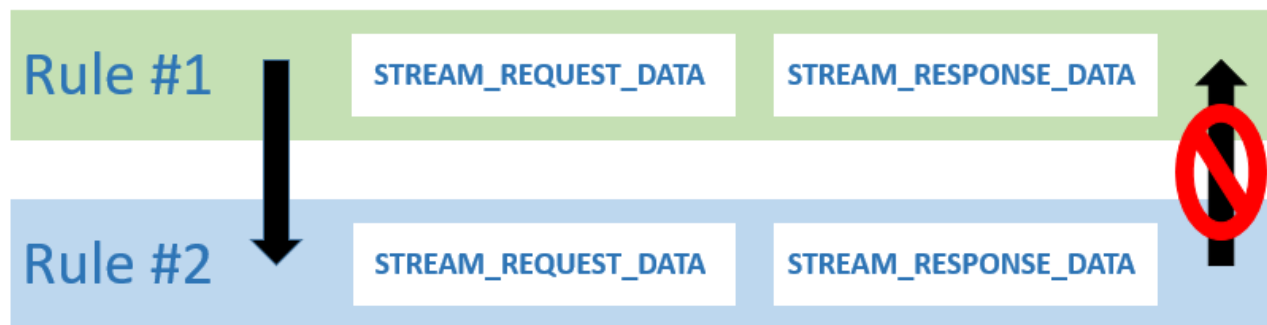 Rule #1 STREAM_REQUEST_DATA STREAM_RESPONSE_DATA
Rule #2 STREAM_REQUEST_DATA STREAM_RESPONSE_DATA